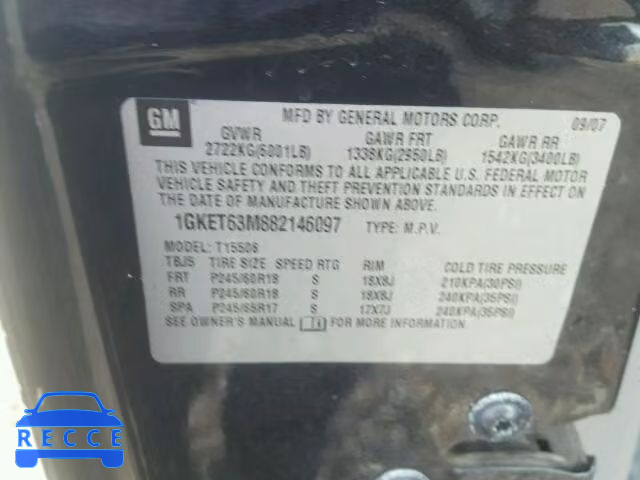 GM
MFD BY GENERAL MOTORS CORP. 09/07
GVWR GAWR FRT GAWR RR
2722KG(6001LB) 1338KG(2950LB) 1542KG(3400LB)
THIS VEHICLE CONFORMS TO ALL APPLICABLE U.S. FEDERAL MOTOR
VEHICLE SAFETY AND THEFT PREVENTION STANDARDS IN EFFECT ON
THE DATE OF MANUFACTURE SHOWN ABOVE.
1GKET63M882146097 TYPE: M.P.V.
MODEL: T15506
TBJ5 TIRE SIZE SPEED RTG RIM COLD TIRE PRESSURE
FRT P245/60R18 S 18X8J 210KPA(30PSI)
RR P245/60R18 S 18X8J 240KPA(35PSI)
SPA P245/65R17 S 17X7J 240KPA(35PSI)
SEE OWNER'S MANUAL FOR MORE INFORMATION
RECCE